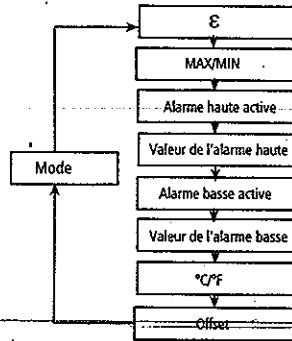 ε
MAX/MIN
Alarme haute active
Valeur de l'alarme haute
Mode
Alarme basse active
Valeur de l'alarme basse
°C/°F
Offset